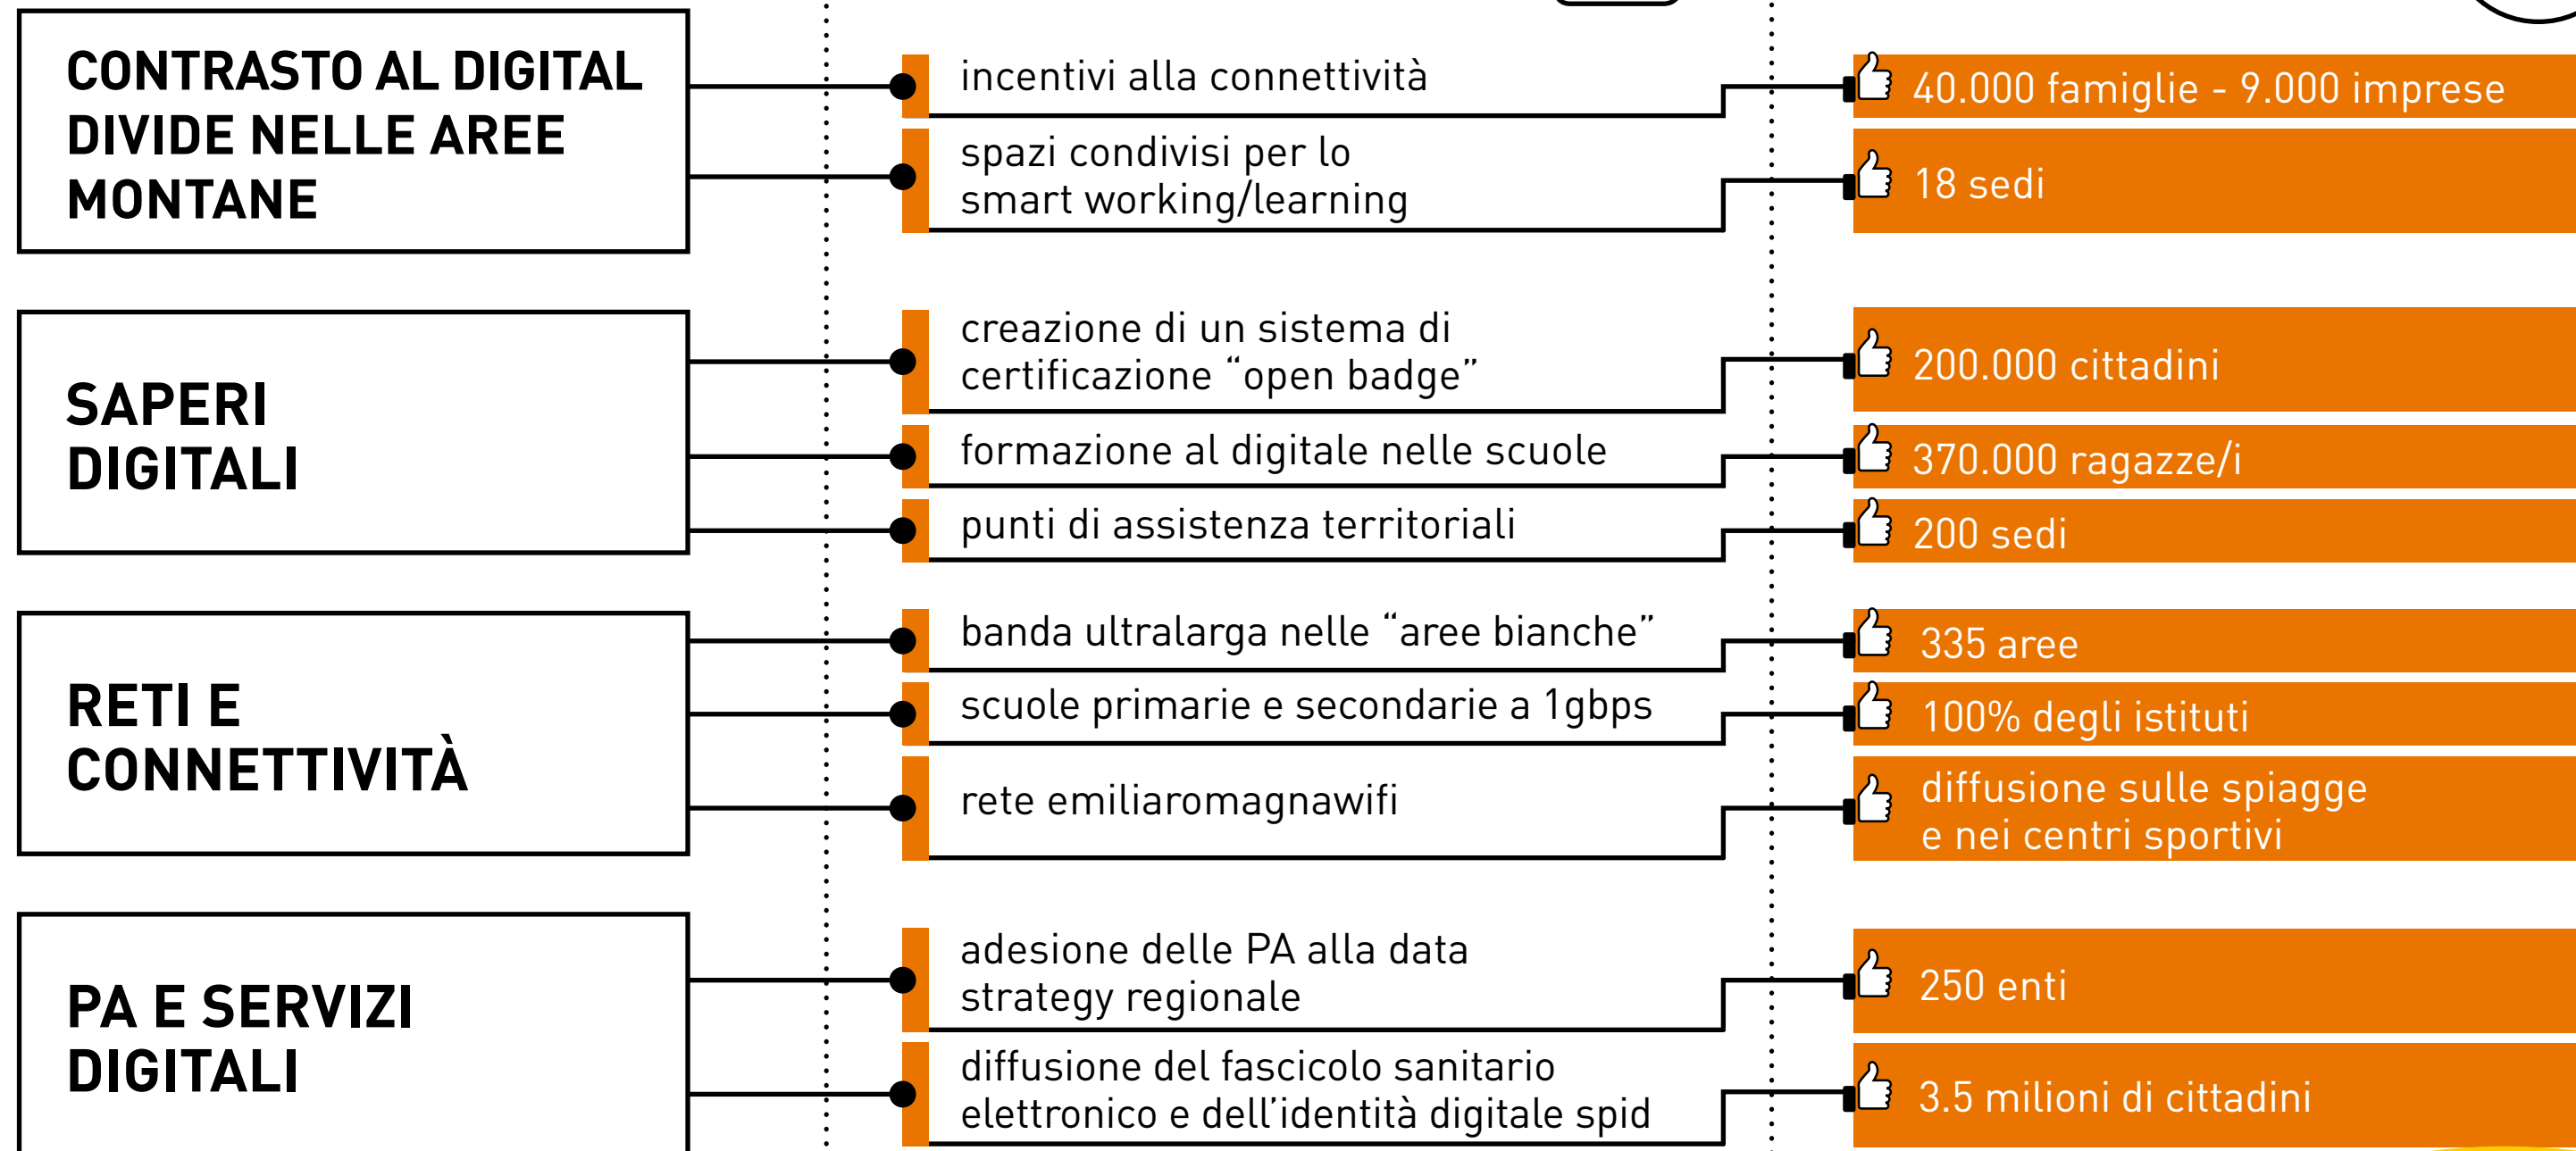 CONTRASTO AL DIGITAL
DIVIDE NELLE AREE
MONTANE
incentivi alla connettività
40.000 famiglie - 9.000 imprese
spazi condivisi per lo
smart working/learning
18 sedi
SAPERI
DIGITALI
creazione di un sistema di
certificazione “open badge”
200.000 cittadini
formazione al digitale nelle scuole
370.000 ragazze/i
punti di assistenza territoriali
200 sedi
RETI E
CONNETTIVITÀ
banda ultralarga nelle “aree bianche”
335 aree
scuole primarie e secondarie a 1gbps
100% degli istituti
rete emiliaromagnawifi
diffusione sulle spiagge
e nei centri sportivi
PA E SERVIZI
DIGITALI
adesione delle PA alla data
strategy regionale
250 enti
diffusione del fascicolo sanitario
elettronico e dell’identità digitale spid
3.5 milioni di cittadini